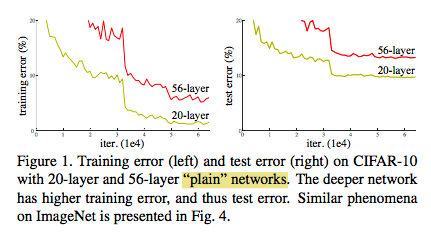 training error (%)
20
10
0
0 1 2 3 4 5 6
iter. (1e4)
56-layer
20-layer
test error (%)
20
10
0
0 1 2 3 4 5 6
iter. (1e4)
56-layer
20-layer
Figure 1. Training error (left) and test error (right) on CIFAR-10
with 20-layer and 56-layer “plain” networks. The deeper network
has higher training error, and thus test error. Similar phenomena
on ImageNet is presented in Fig. 4.